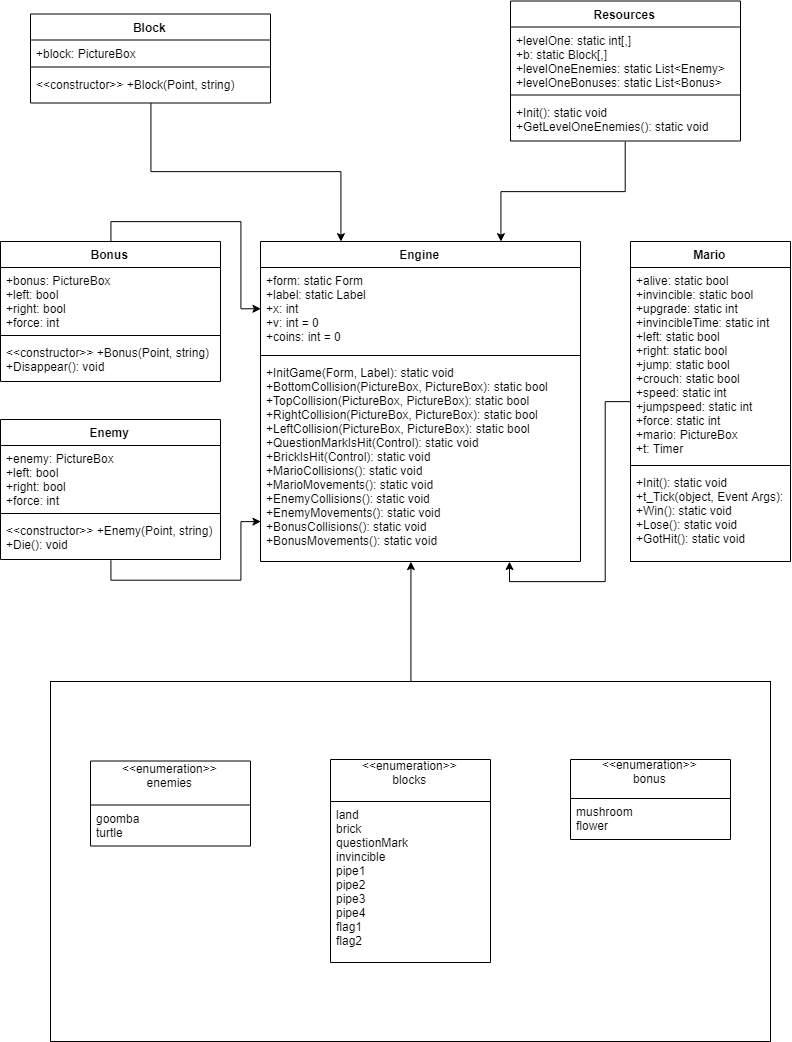 Block
+block: PictureBox
<<constructor>> +Block(Point, string)
Resources
+levelOne: static int[,]
+b: static Block[,]
+levelOneEnemies: static List<Enemy>
+levelOneBonuses: static List<Bonus>
+Init(): static void
+GetLevelOneEnemies(): static void
Bonus
+bonus: PictureBox
+left: bool
+right: bool
+force: int
<<constructor>> +Bonus(Point, string)
+Disappear(): void
Enemy
+enemy: PictureBox
+left: bool
+right: bool
+force: int
<<constructor>> +Enemy(Point, string)
+Die(): void
Engine
+form: static Form
+label: static Label
+x: int
+v: int = 0
+coins: int = 0
+InitGame(Form, Label): static void
+BottomCollision(PictureBox, PictureBox): static bool
+TopCollision(PictureBox, PictureBox): static bool
+RightCollision(PictureBox, PictureBox): static bool
+LeftCollision(PictureBox, PictureBox): static bool
+QuestionMarkIsHit(Control): static void
+BrickIsHit(Control): static void
+MarioCollisions(): static void
+MarioMovements(): static void
+EnemyCollisions(): static void
+EnemyMovements(): static void
+BonusCollisions(): static void
+BonusMovements(): static void
Mario
+alive: static bool
+invincible: static bool
+upgrade: static int
+invincibleTime: static int
+left: static bool
+right: static bool
+jump: static bool
+crouch: static bool
+speed: static int
+jumpspeed: static int
+force: static int
+mario: PictureBox
+t: Timer
+Init(): static void
+t_Tick(object, Event Args):
+Win(): static void
+Lose(): static void
+GotHit(): static void
<<enumeration>>
enemies
goomba
turtle
<<enumeration>>
blocks
land
brick
questionMark
invincible
pipe1
pipe2
pipe3
pipe4
flag1
flag2
<<enumeration>>
bonus
mushroom
flower